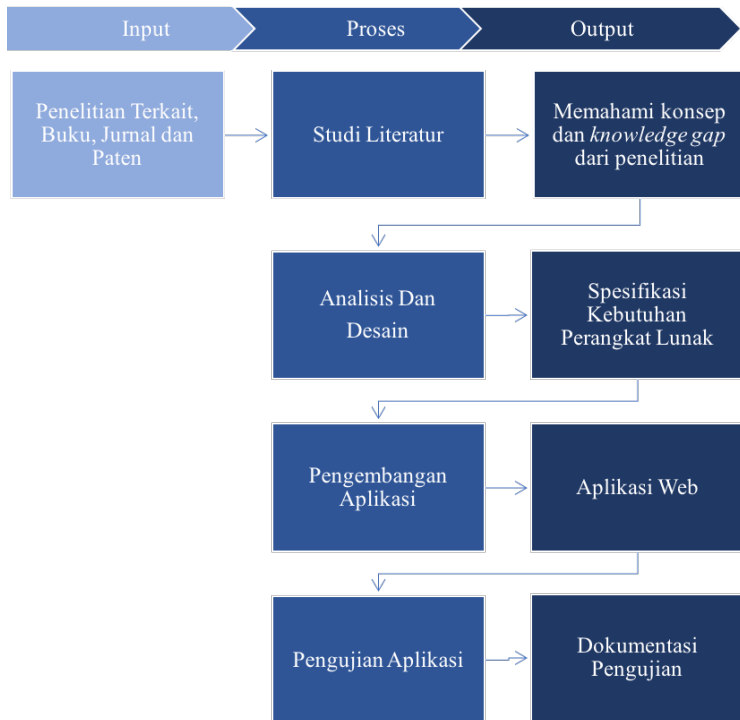 Input
Proses
Output
Penelitian Terkait,
Buku, Jurnal dan
Paten
Studi Literatur
Memahami konsep
dan knowledge gap
dari penelitian
Analisis Dan
Desain
Spesifikasi
Kebutuhan
Perangkat Lunak
Pengembangan
Aplikasi
Aplikasi Web
Pengujian Aplikasi
Dokumentasi
Pengujian